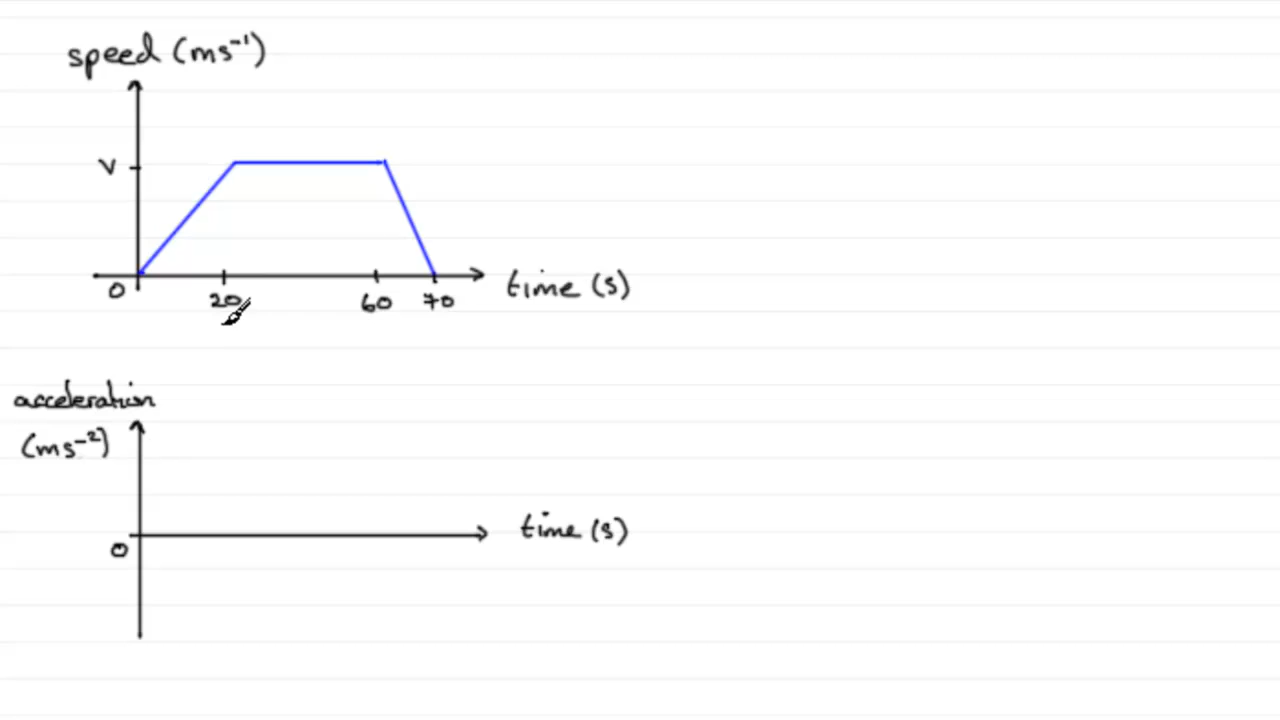 speed (ms⁻¹)
V
0
20
60
70
time (s)
acceleration
(ms⁻²)
0
time (s)